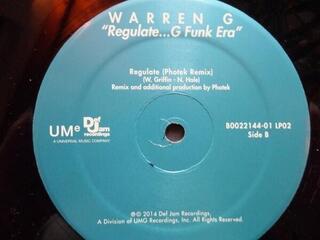 WARREN G
"Regulate...G Funk Era"
Regulate (Photek Remix)
(W. Griffin - N. Hale)
Remix and additional production by Photek
UMe
A UNIVERSAL MUSIC COMPANY
Def Jam
recordings
B0022144-01 LP02
Side B
℗© 2014 Def Jam Recordings,
A Division of UMG Recordings, Inc. All Rights Reserved.